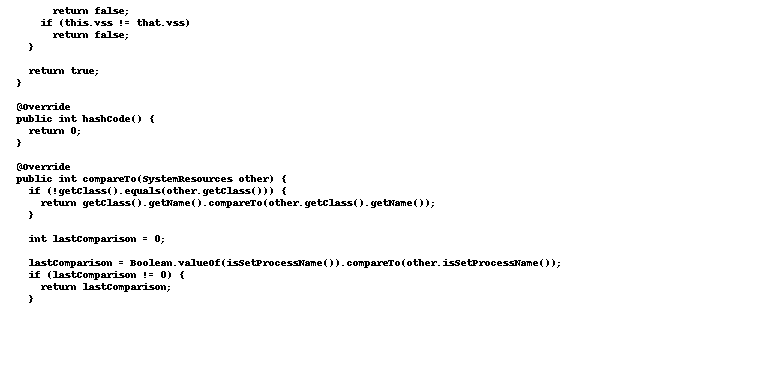 return false;
    if (this.vss != that.vss)
      return false;
  }

  return true;
}

@Override
public int hashCode() {
  return 0;
}

@Override
public int compareTo(SystemResources other) {
  if (!getClass().equals(other.getClass())) {
    return getClass().getName().compareTo(other.getClass().getName());
  }

  int lastComparison = 0;

  lastComparison = Boolean.valueOf(isSetProcessName()).compareTo(other.isSetProcessName());
  if (lastComparison != 0) {
    return lastComparison;
  }